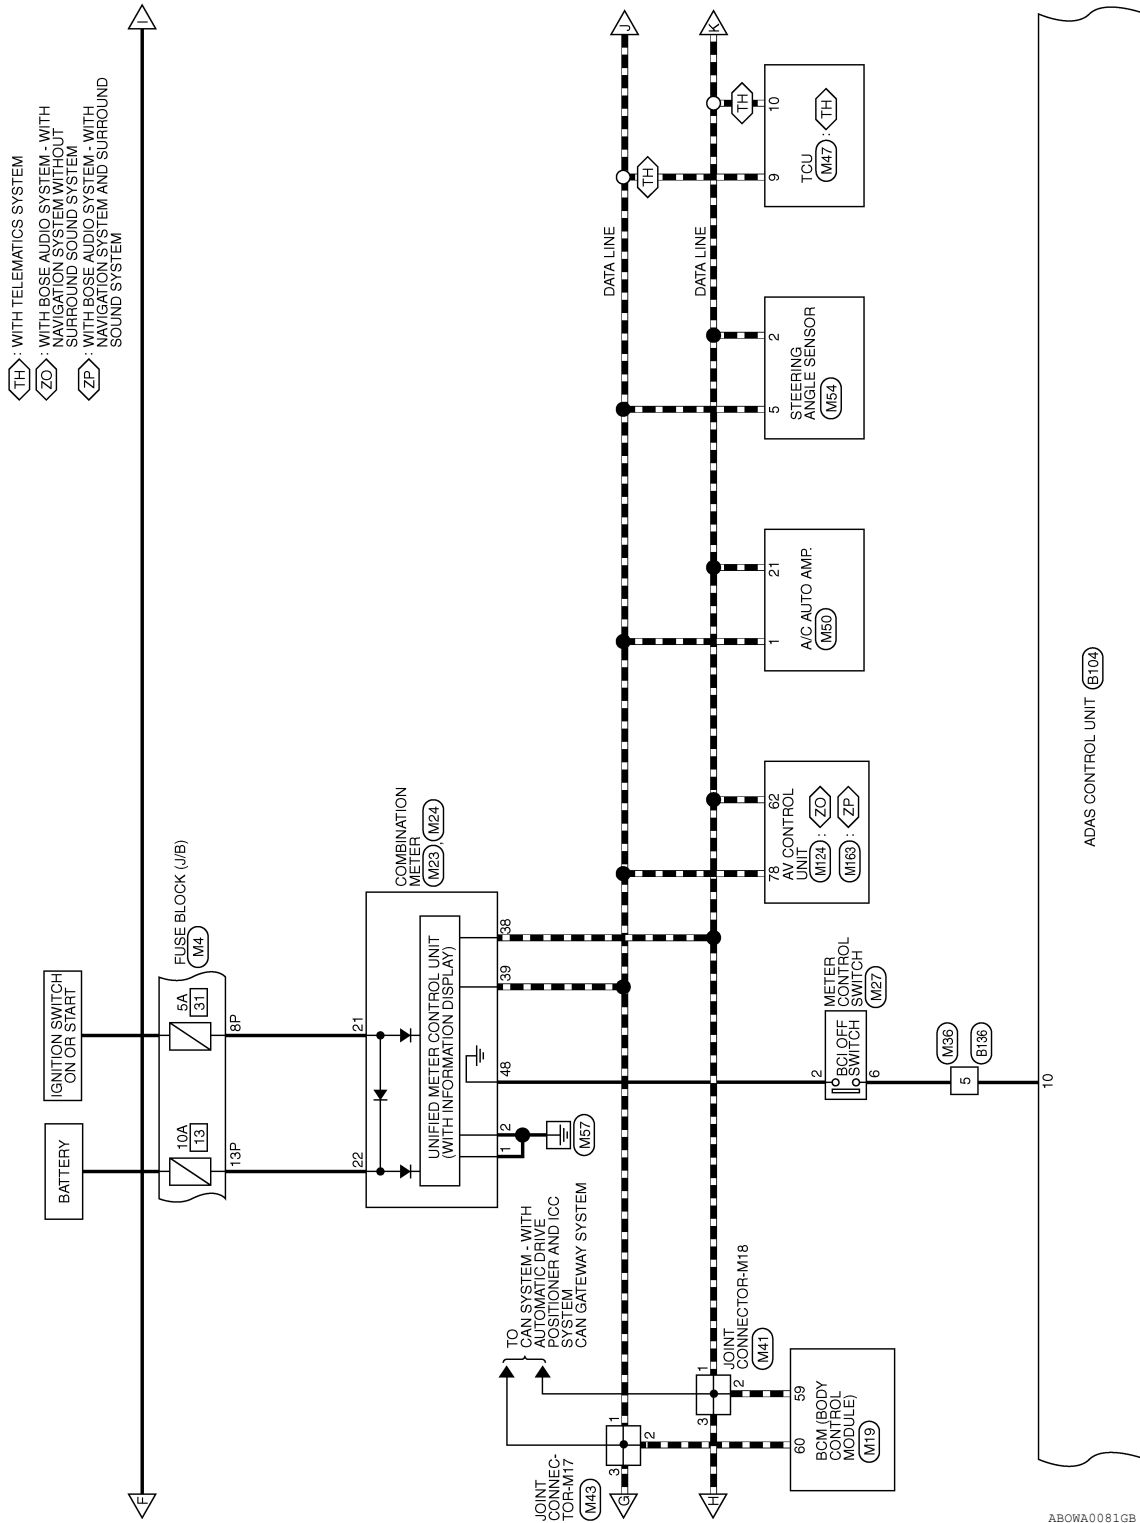 I
J
K
TH : WITH TELEMATICS SYSTEM
ZO : WITH BOSE AUDIO SYSTEM - WITH
NAVIGATION SYSTEM WITHOUT
SURROUND SOUND SYSTEM
ZP : WITH BOSE AUDIO SYSTEM - WITH
NAVIGATION SYSTEM AND SURROUND
SOUND SYSTEM
IGNITION SWITCH
ON OR START
BATTERY
FUSE BLOCK (J/B)
M4
5A
31
10A
13
8P
13P
21
22
COMBINATION
METER
M23 , M24
UNIFIED METER CONTROL UNIT
(WITH INFORMATION DISPLAY)
38
39
48
2
1
M57
DATA LINE
DATA LINE
TH
TH
10
9
TCU
M47 : TH
2
5
STEERING
ANGLE SENSOR
M54
21
1
A/C AUTO AMP.
M50
62
78
AV CONTROL
UNIT
M124 : ZO
M163 : ZP
METER
CONTROL
SWITCH
M27
BCI OFF
SWITCH
2
6
M36
B136
5
10
ADAS CONTROL UNIT B104
TO
CAN SYSTEM - WITH
AUTOMATIC DRIVE
POSITIONER AND ICC
SYSTEM
CAN GATEWAY SYSTEM
JOINT
CONNECTOR-M18
M41
1
2
3
JOINT
CONNEC-
TOR-M17
M43
1
2
3
59
60
BCM (BODY
CONTROL
MODULE)
M19
F
G
H
ABOWA0081GB